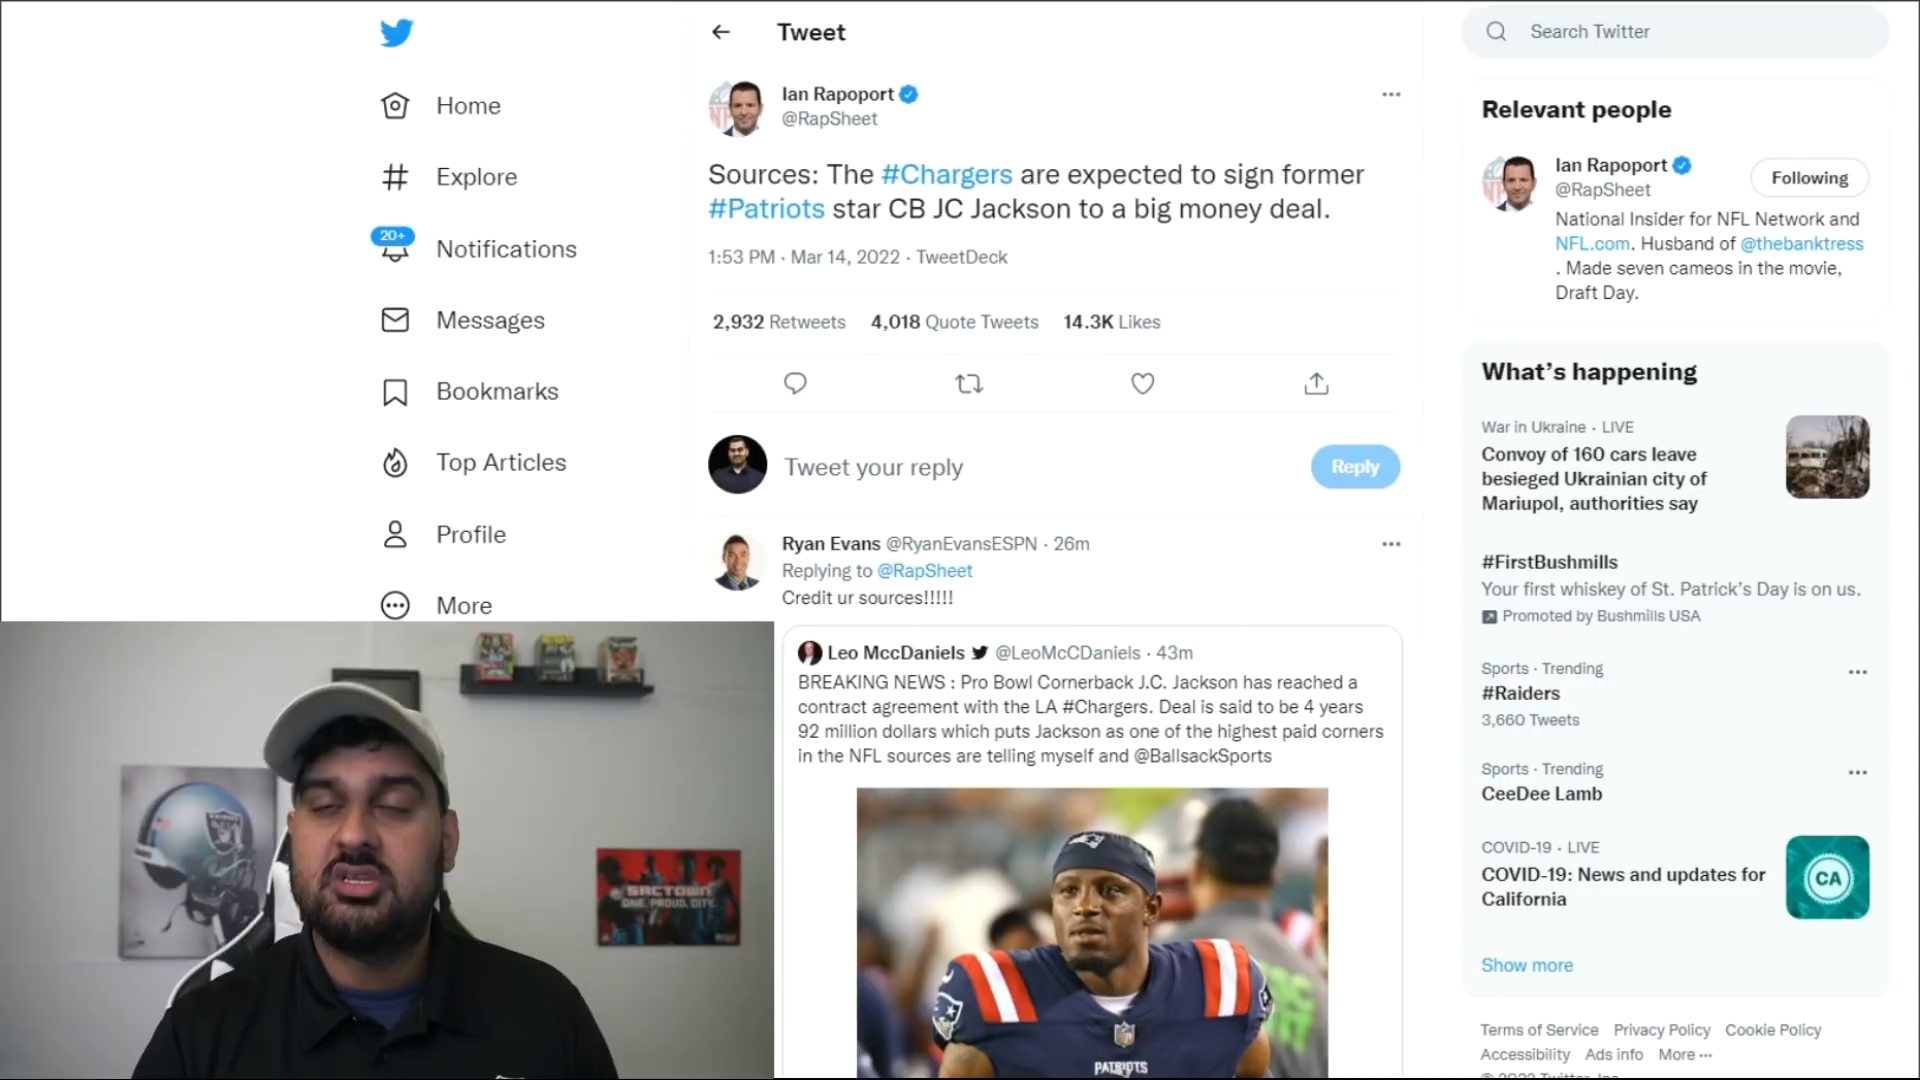 Tweet
Search Twitter
Home
Explore
20+
Notifications
Messages
Bookmarks
Top Articles
Profile
More
Ian Rapoport
@RapSheet
Sources: The #Chargers are expected to sign former
#Patriots star CB JC Jackson to a big money deal.
1:53 PM · Mar 14, 2022 · TweetDeck
2,932 Retweets 4,018 Quote Tweets 14.3K Likes
Tweet your reply
Reply
Ryan Evans @RyanEvansESPN · 26m
Replying to @RapSheet
Credit ur sources!!!!!
Leo MccDaniels @LeoMcCDaniels · 43m
BREAKING NEWS : Pro Bowl Cornerback J.C. Jackson has reached a
contract agreement with the LA #Chargers. Deal is said to be 4 years
92 million dollars which puts Jackson as one of the highest paid corners
in the NFL sources are telling myself and @BallsackSports
PATRIOTS
Relevant people
Ian Rapoport
@RapSheet
Following
National Insider for NFL Network and
NFL.com. Husband of @thebanktress
. Made seven cameos in the movie,
Draft Day.
What's happening
War in Ukraine · LIVE
Convoy of 160 cars leave
besieged Ukrainian city of
Mariupol, authorities say
#FirstBushmills
Your first whiskey of St. Patrick's Day is on us.
Promoted by Bushmills USA
Sports · Trending
#Raiders
3,660 Tweets
Sports · Trending
CeeDee Lamb
COVID-19 · LIVE
COVID-19: News and updates for
California
CA
Show more
Terms of Service Privacy Policy Cookie Policy
Accessibility Ads info More ···
© 2022 Twitter, Inc.
RAIDERS
SACTOWN
ONE. PROUD. CITY.